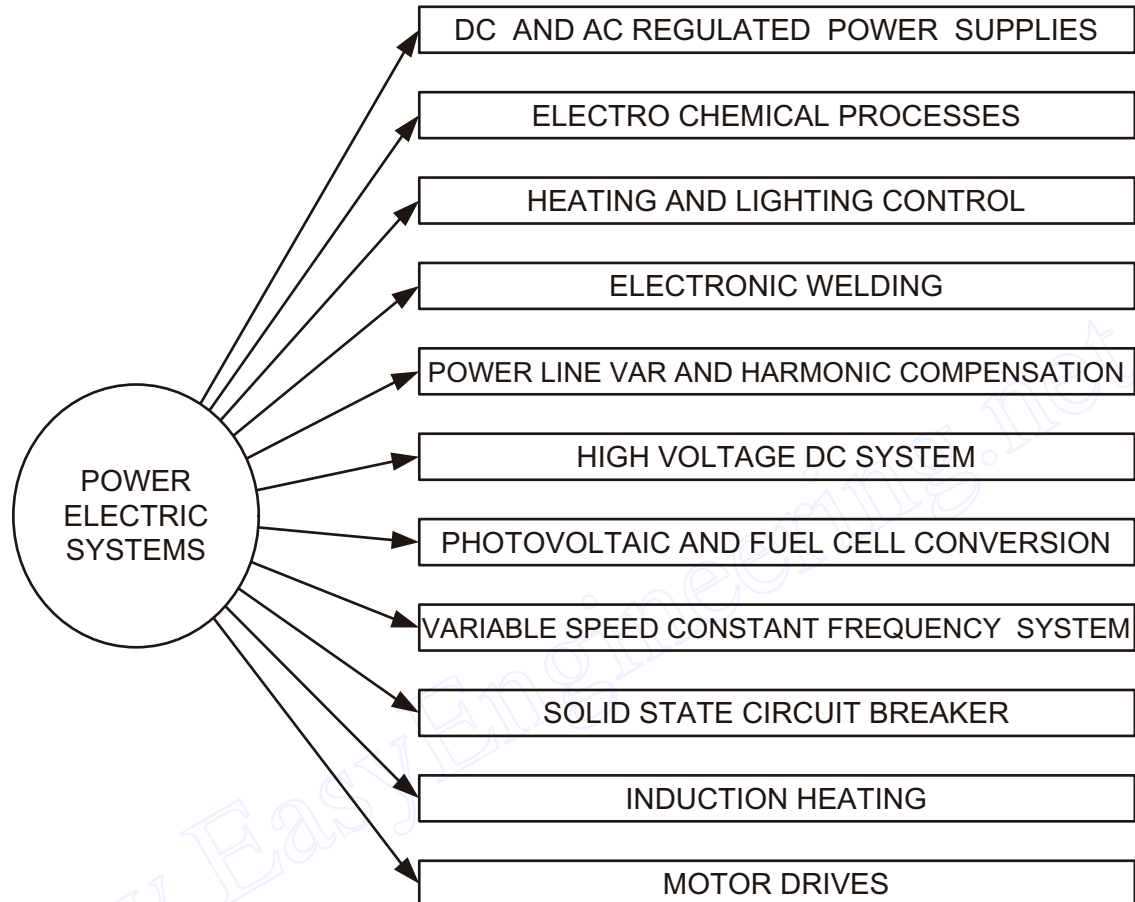 DC AND AC REGULATED POWER SUPPLIES
ELECTRO CHEMICAL PROCESSES
HEATING AND LIGHTING CONTROL
ELECTRONIC WELDING
POWER LINE VAR AND HARMONIC COMPENSATION
HIGH VOLTAGE DC SYSTEM
POWER
ELECTRIC
SYSTEMS
PHOTOVOLTAIC AND FUEL CELL CONVERSION
VARIABLE SPEED CONSTANT FREQUENCY SYSTEM
SOLID STATE CIRCUIT BREAKER
INDUCTION HEATING
MOTOR DRIVES
y EasyEngineering.net